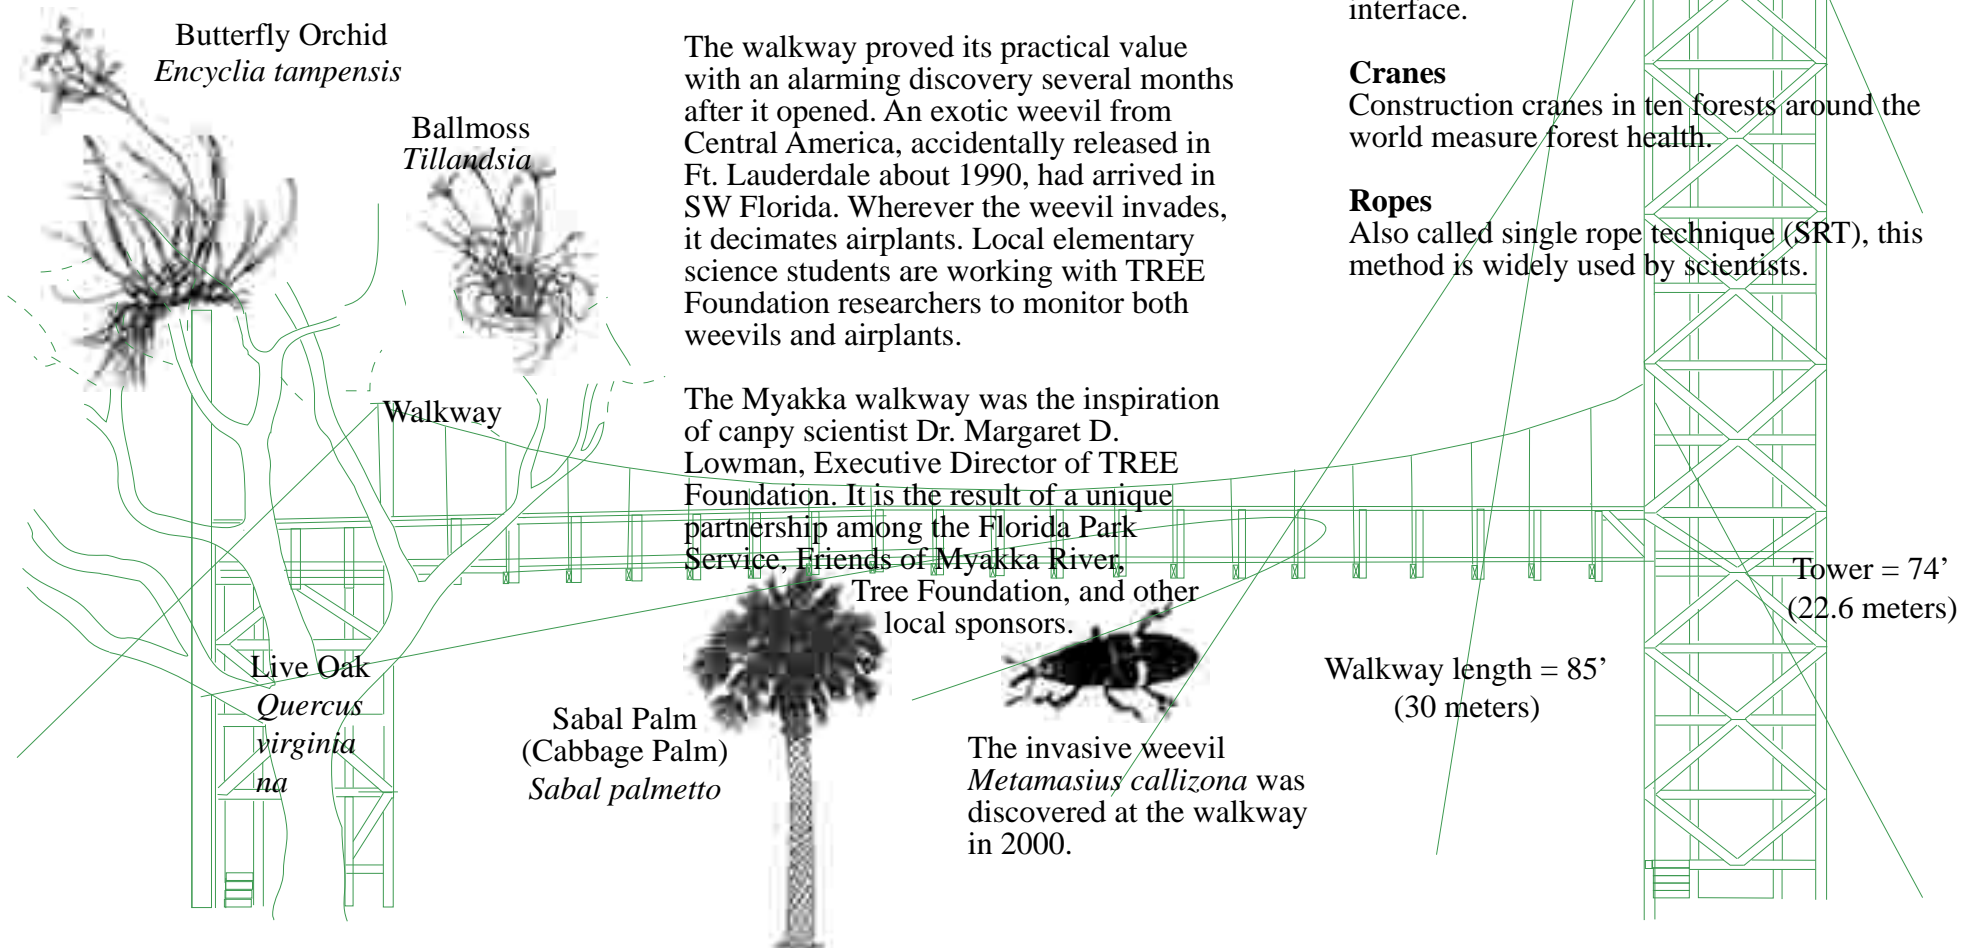 Butterfly Orchid
Encyclia tampensis
Ballmoss
Tillandsia
Walkway
Live Oak
Quercus
virginia
na
Sabal Palm
(Cabbage Palm)
Sabal palmetto
The walkway proved its practical value
with an alarming discovery several months
after it opened. An exotic weevil from
Central America, accidentally released in
Ft. Lauderdale about 1990, had arrived in
SW Florida. Wherever the weevil invades,
it decimates airplants. Local elementary
science students are working with TREE
Foundation researchers to monitor both
weevils and airplants.
The Myakka walkway was the inspiration
of canpy scientist Dr. Margaret D.
Lowman, Executive Director of TREE
Foundation. It is the result of a unique
partnership among the Florida Park
Service, Friends of Myakka River,
Tree Foundation, and other
local sponsors.
The invasive weevil
Metamasius callizona was
discovered at the walkway
in 2000.
interface.
Cranes
Construction cranes in ten forests around the
world measure forest health.
Ropes
Also called single rope technique (SRT), this
method is widely used by scientists.
Walkway length = 85’
(30 meters)
Tower = 74’
(22.6 meters)